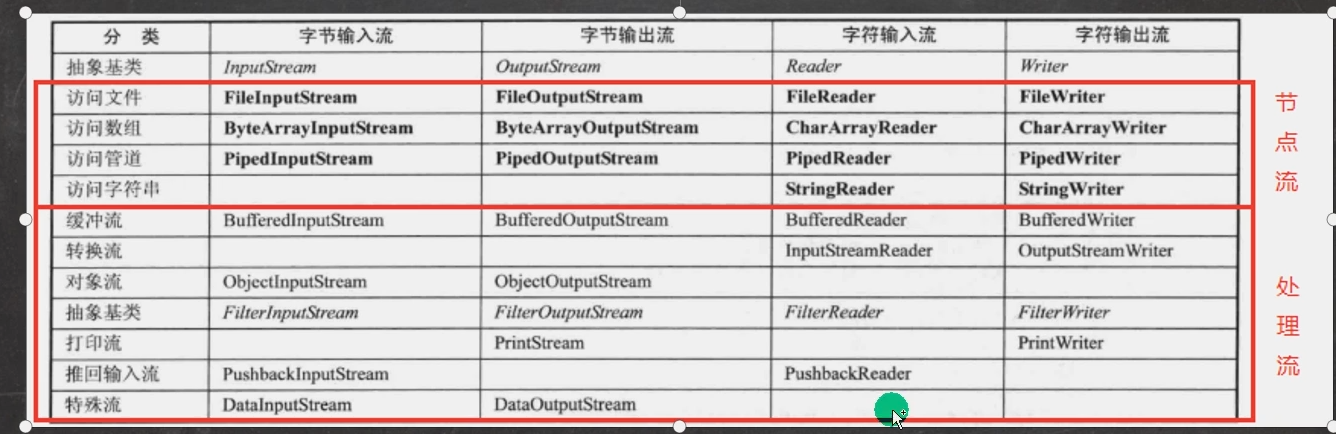 分 类 字节输入流 字节输出流 字符输入流 字符输出流
抽象基类 InputStream OutputStream Reader Writer
访问文件 FileInputStream FileOutputStream FileReader FileWriter
访问数组 ByteArrayInputStream ByteArrayOutputStream CharArrayReader CharArrayWriter
访问管道 PipedInputStream PipedOutputStream PipedReader PipedWriter
访问字符串 StringReader StringWriter
缓冲流 BufferedInputStream BufferedOutputStream BufferedReader BufferedWriter
转换流 InputStreamReader OutputStreamWriter
对象流 ObjectInputStream ObjectOutputStream
抽象基类 FilterInputStream FilterOutputStream FilterReader FilterWriter
打印流 PrintStream PrintWriter
推回输入流 PushbackInputStream PushbackReader
特殊流 DataInputStream DataOutputStream
节点流
处理流